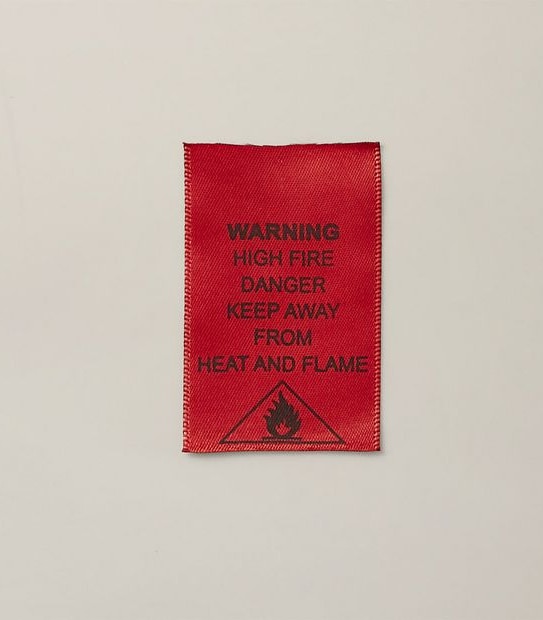 WARNING
HIGH FIRE
DANGER
KEEP AWAY
FROM
HEAT AND FLAME